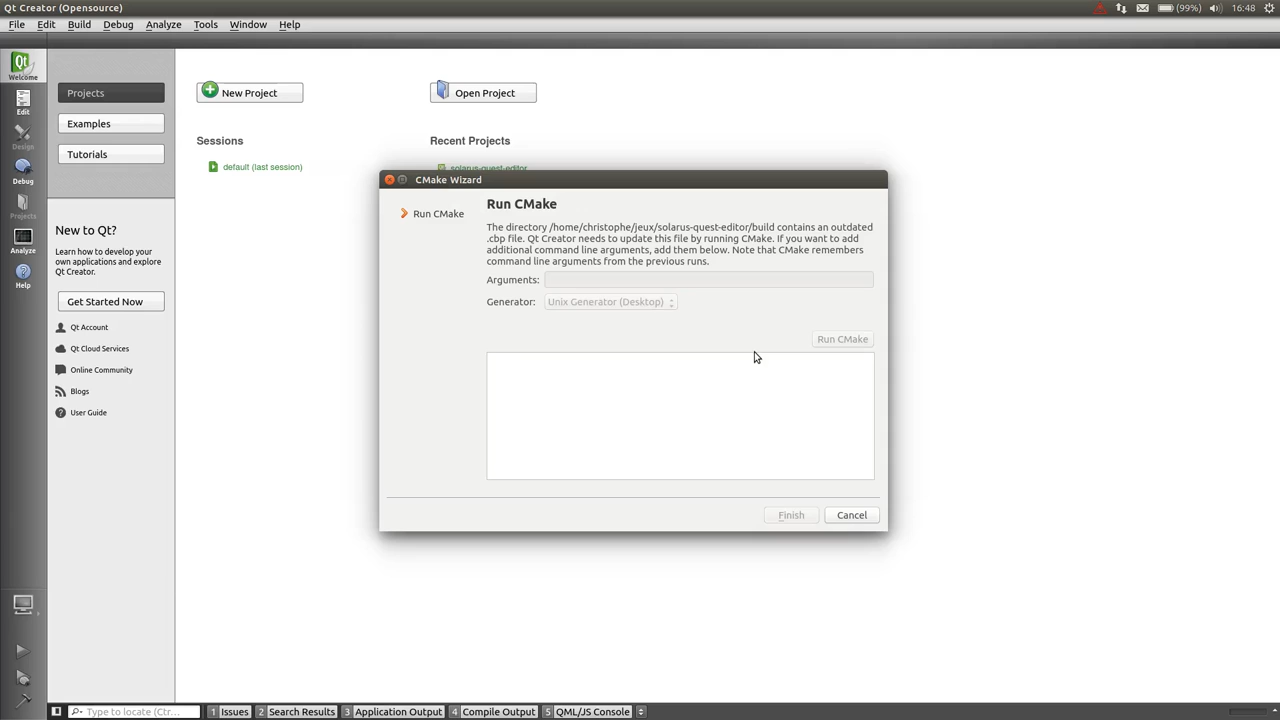 Qt Creator (Opensource)
(99%)
16:48
File Edit Build Debug Analyze Tools Window Help
Welcome
Edit
Design
Debug
Projects
Analyze
Help
Projects
Examples
Tutorials
New to Qt?
Learn how to develop your
own applications and explore
Qt Creator.
Get Started Now
Qt Account
Qt Cloud Services
Online Community
Blogs
User Guide
New Project
Open Project
Sessions
default (last session)
Recent Projects
solarus-quest-editor
CMake Wizard
Run CMake
Run CMake
The directory /home/christophe/jeux/solarus-quest-editor/build contains an outdated
.cbp file. Qt Creator needs to update this file by running CMake. If you want to add
additional command line arguments, add them below. Note that CMake remembers
command line arguments from the previous runs.
Arguments:
Generator: Unix Generator (Desktop)
Run CMake
Finish
Cancel
Type to locate (Ctr...
1 Issues
2 Search Results
3 Application Output
4 Compile Output
5 QML/JS Console